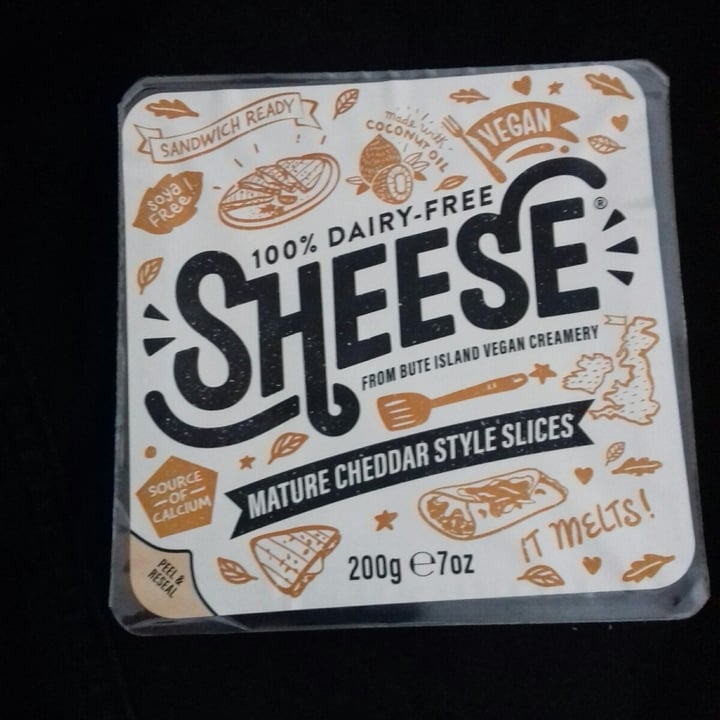 SANDWICH READY
made with
COCONUT OIL
VEGAN
SOYA
FREE!
100% DAIRY-FREE
SHEESE®
FROM BUTE ISLAND VEGAN CREAMERY
MATURE CHEDDAR STYLE SLICES
SOURCE
OF
CALCIUM
IT MELTS!
PEEL &
RESEAL
200g ℮7oz